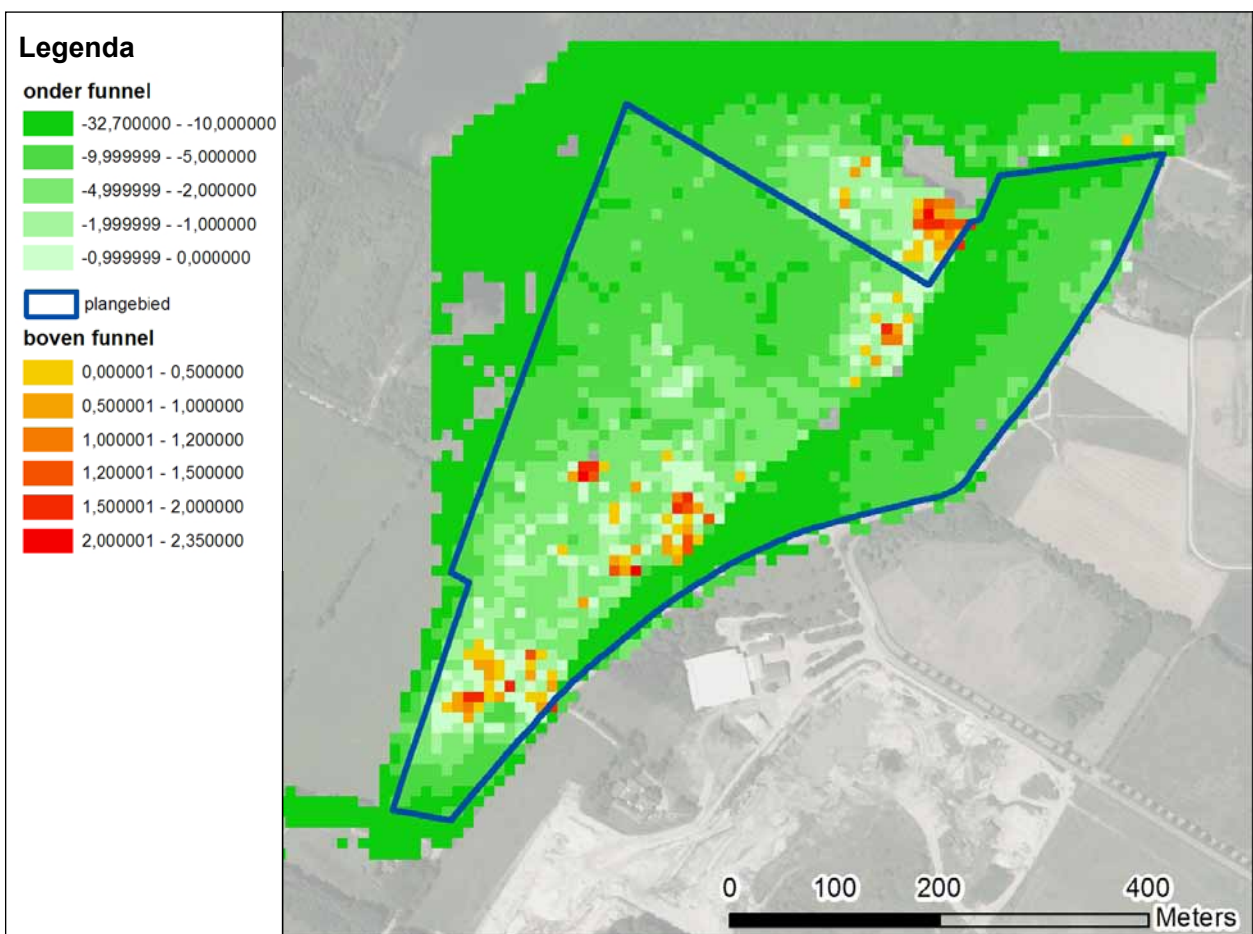 Legenda
onder funnel
-32,700000 - -10,000000
-9,999999 - -5,000000
-4,999999 - -2,000000
-1,999999 - -1,000000
-0,999999 - 0,000000
plangebied
boven funnel
0,000001 - 0,500000
0,500001 - 1,000000
1,000001 - 1,200000
1,200001 - 1,500000
1,500001 - 2,000000
2,000001 - 2,350000
0 100 200 400
Meters